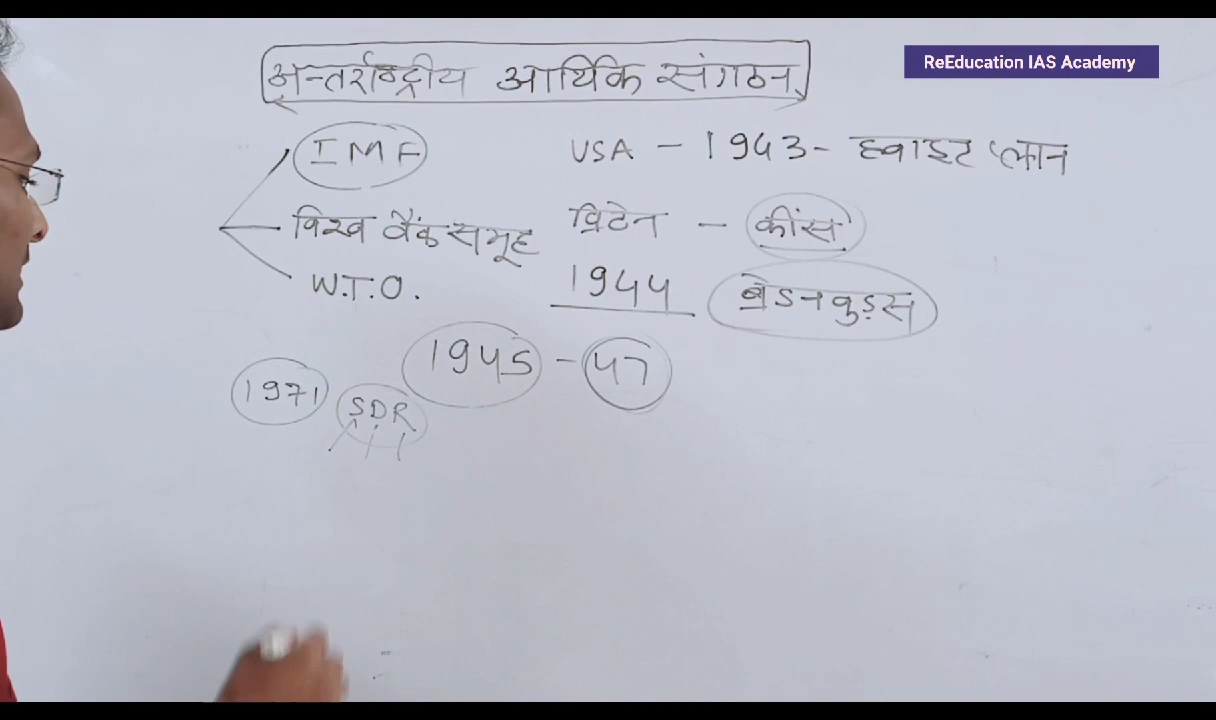 अन्तर्राष्ट्रीय आर्थिक संगठन
ReEducation IAS Academy
IMF
USA - 1943 - ह्वाइट प्लान
विश्व बैंक समूह
ब्रिटेन - कींस
W.T.O.
1944 ब्रेडनवुड्स
1945 - 47
1971 SDR